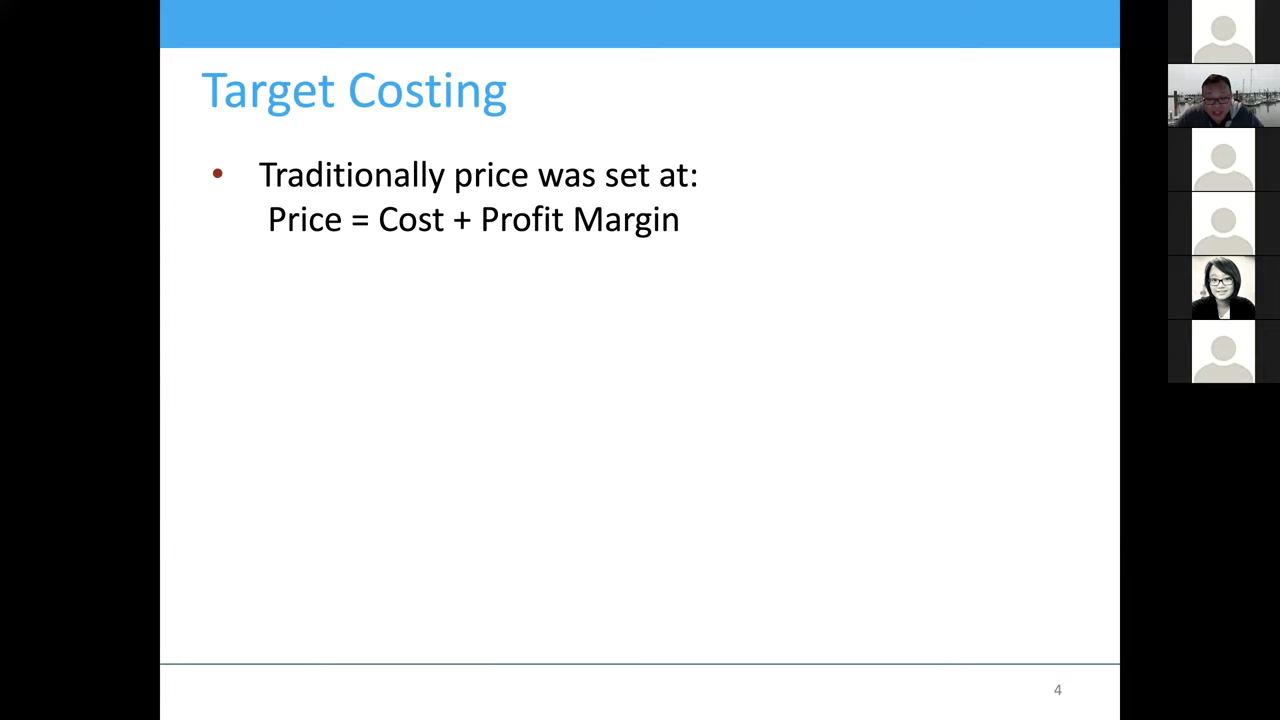 Target Costing
• Traditionally price was set at:
Price = Cost + Profit Margin
4